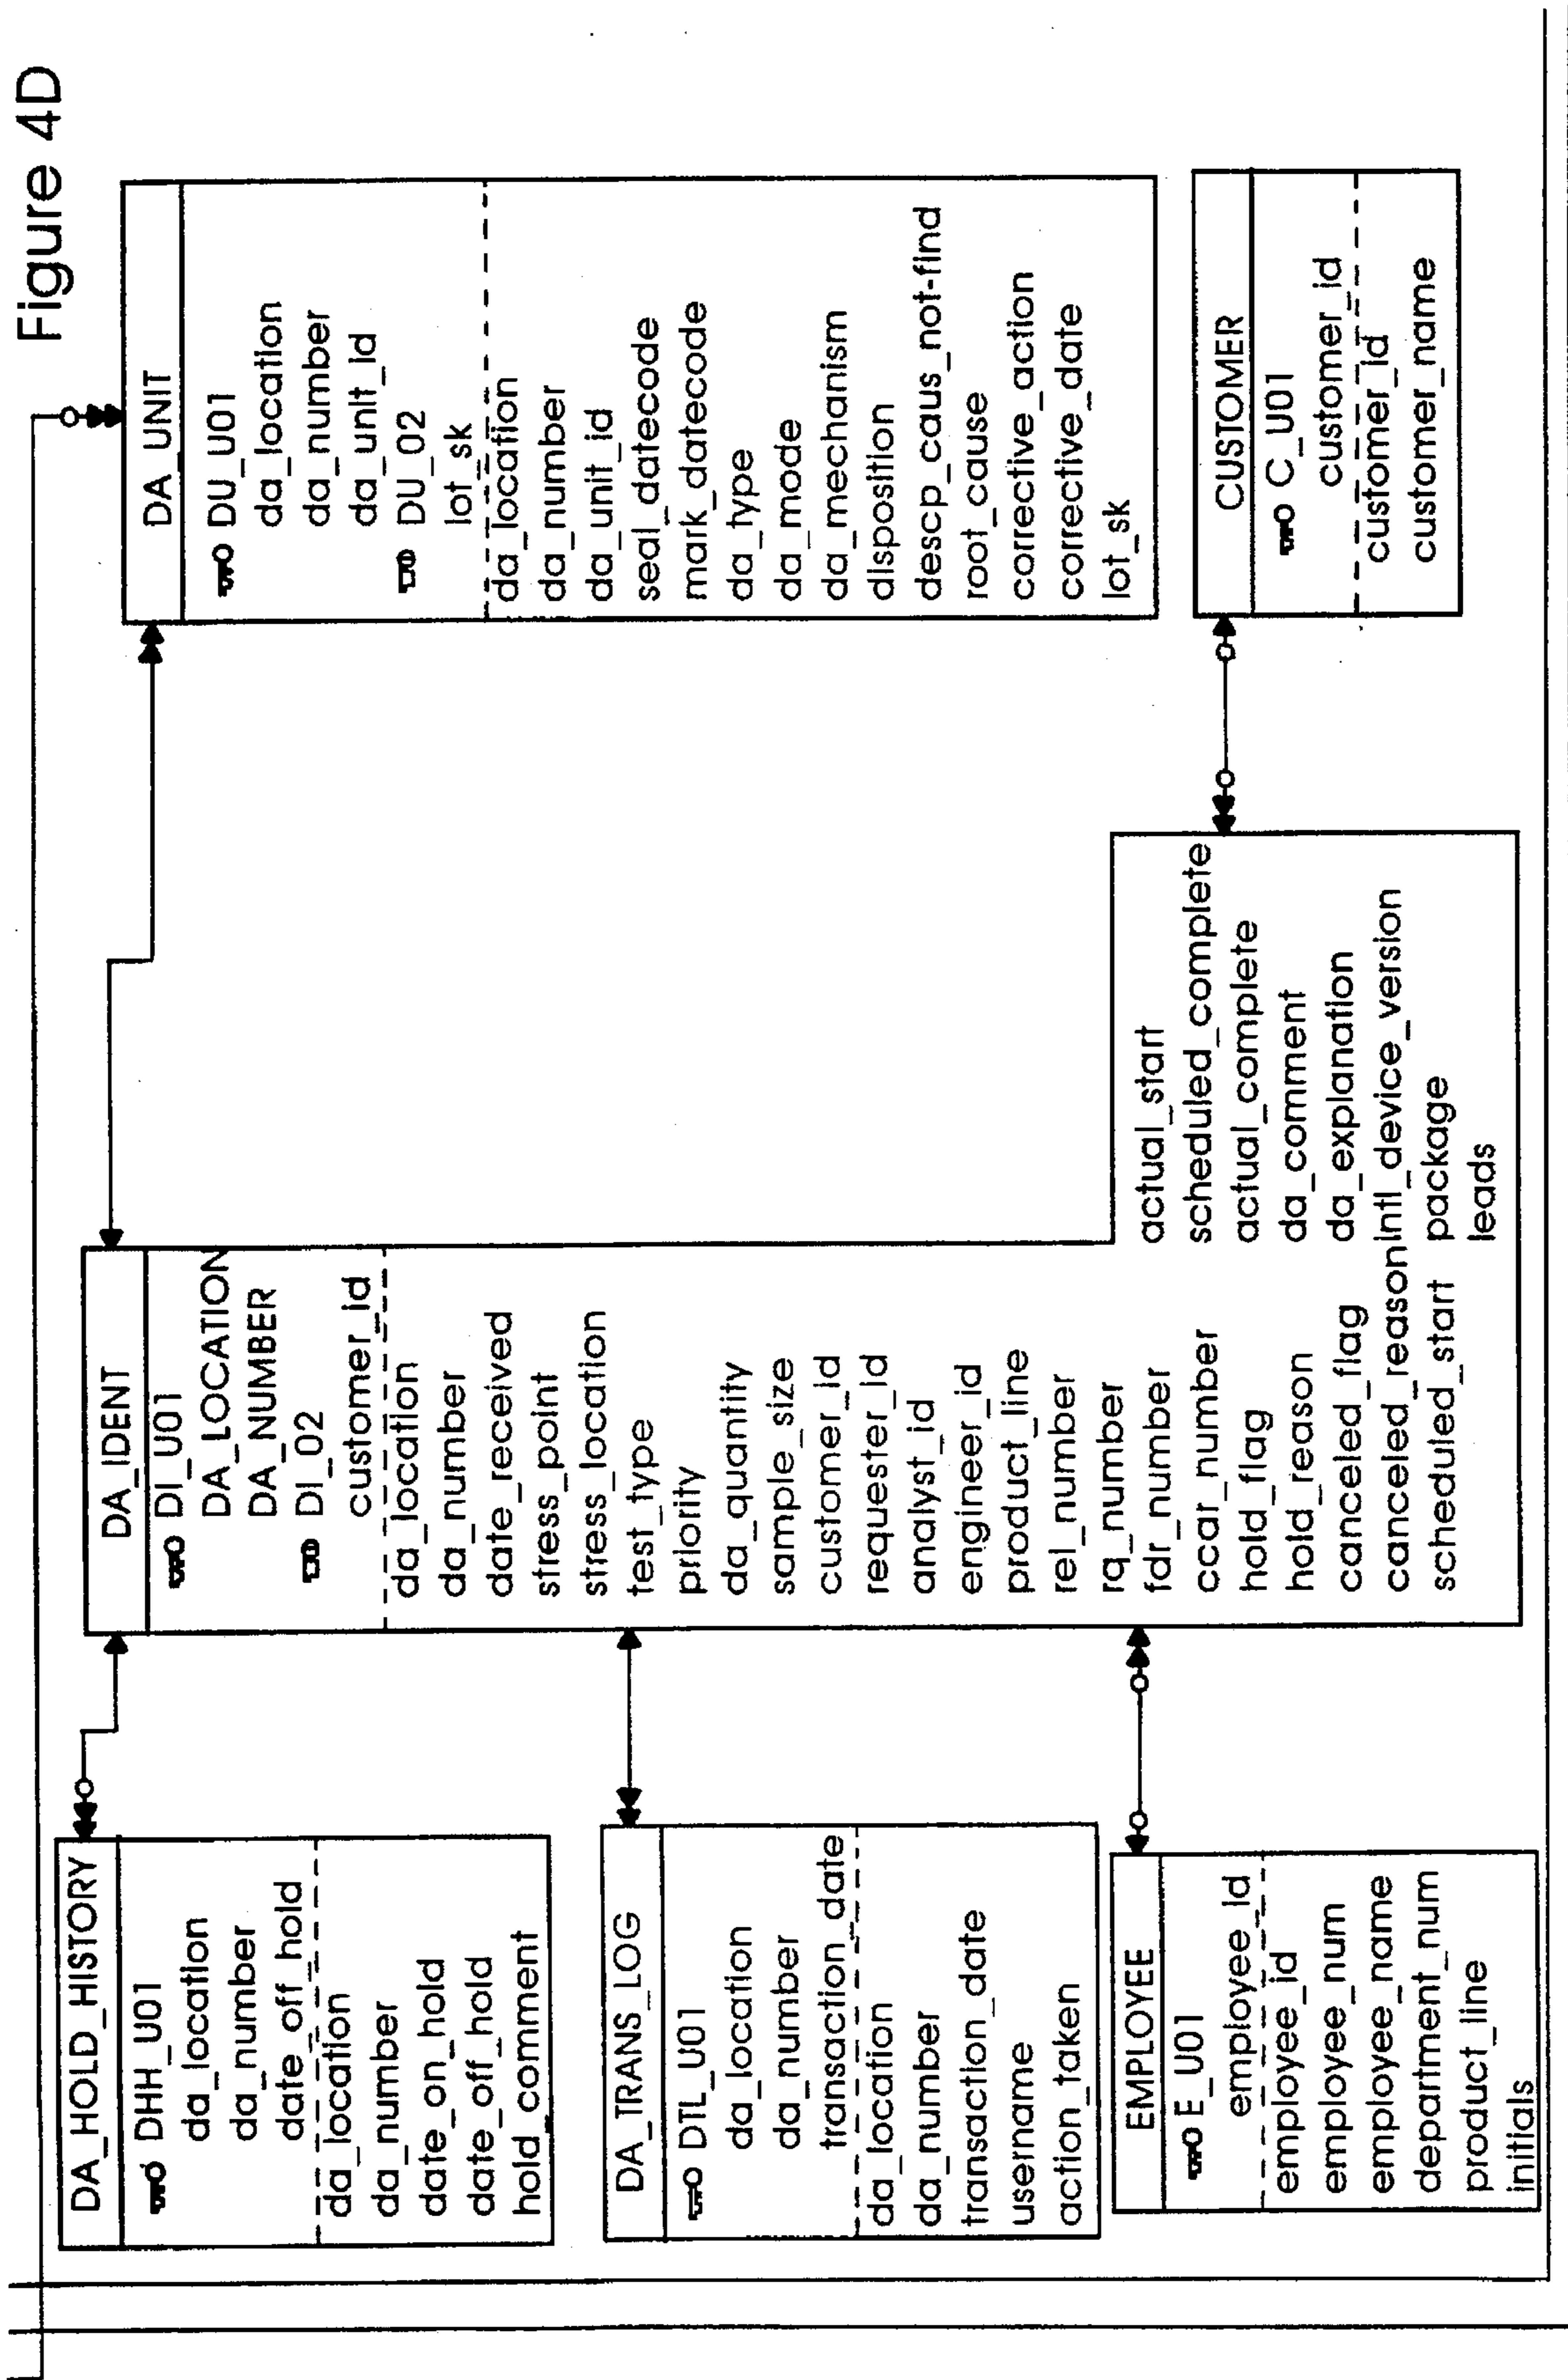 Figure 4D
DA_HOLD_HISTORY
DHH_U01
da_location
da_number
date_off_hold
da_location
da_number
date_on_hold
date_off_hold
hold_comment
DA_TRANS_LOG
DTL_U01
da_location
da_number
transaction_date
da_location
da_number
transaction_date
username
action_taken
EMPLOYEE
E_U01
employee_id
employee_id
employee_num
employee_name
department_num
product_line
initials
DA_IDENT
DI_U01
DA_LOCATION
DA_NUMBER
DI_02
customer_id
da_location
da_number
date_received
stress_point
stress_location
test_type
priority
da_quantity
sample_size
customer_id
requester_id
analyst_id
engineer_id
product_line
rel_number
rq_number
fdr_number
ccar_number
hold_flag
hold_reason
canceled_flag
canceled_reason
scheduled_start
actual_start
scheduled_complete
actual_complete
da_comment
da_explanation
intl_device_version
package
leads
DA_UNIT
DU_U01
da_location
da_number
da_unit_id
DU_02
lot_sk
da_location
da_number
da_unit_id
seal_datecode
mark_datecode
da_type
da_mode
da_mechanism
disposition
descp_caus_not-find
root_cause
corrective_action
corrective_date
lot_sk
CUSTOMER
C_U01
customer_id
customer_id
customer_name